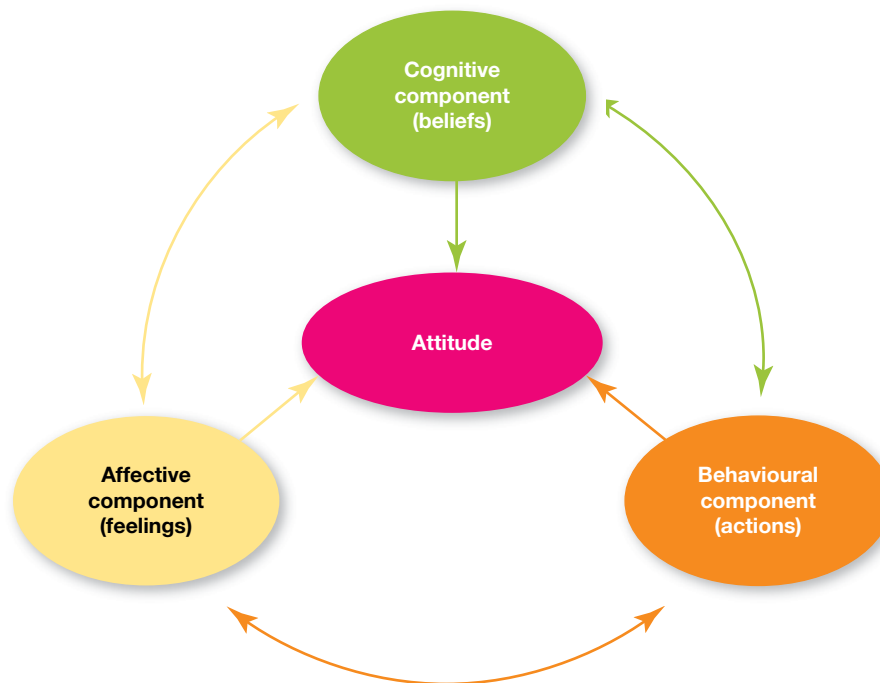 Cognitive
component
(beliefs)
Attitude
Affective
component
(feelings)
Behavioural
component
(actions)